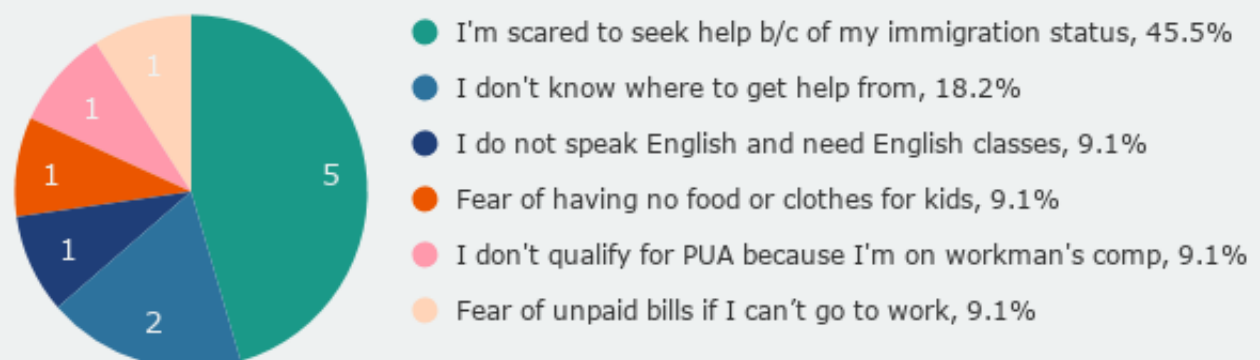 I'm scared to seek help b/c of my immigration status, 45.5%
I don't know where to get help from, 18.2%
I do not speak English and need English classes, 9.1%
Fear of having no food or clothes for kids, 9.1%
I don't qualify for PUA because I'm on workman's comp, 9.1%
Fear of unpaid bills if I can’t go to work, 9.1%
5
2
1
1
1
1